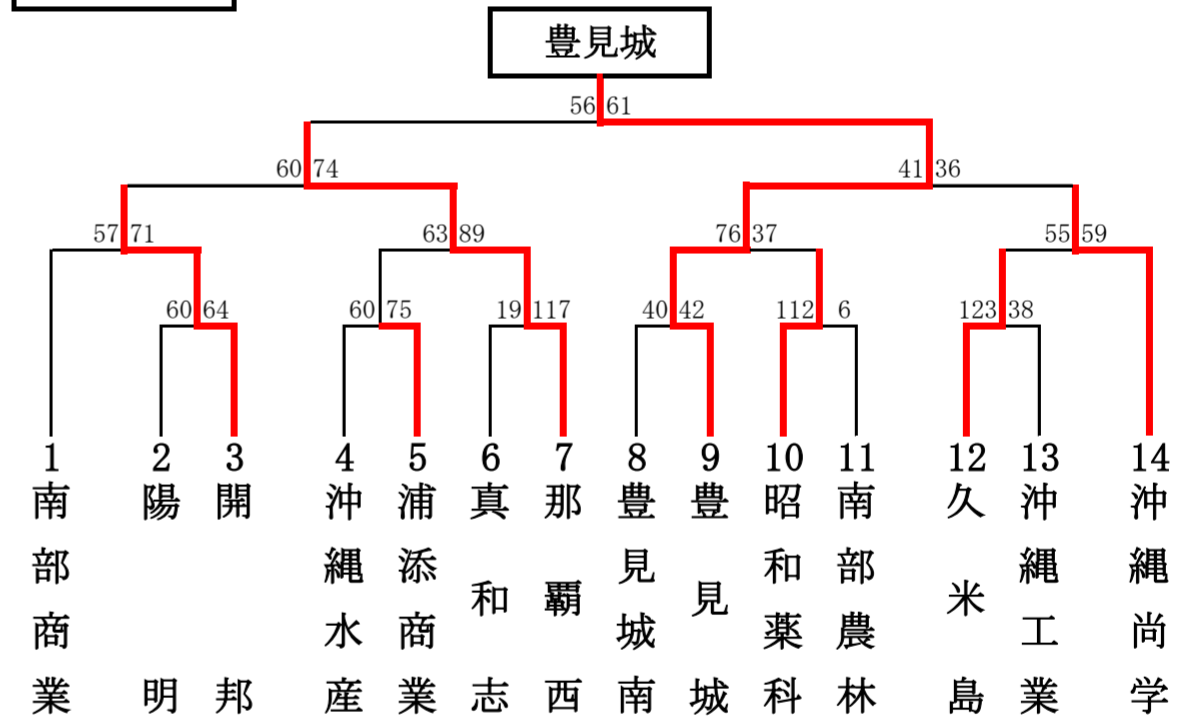 豊見城
56 61
60 74
41 36
57 71
63 89
76 37
55 59
60 64
60 75
19 117
40 42
112 6
123 38
1 南部商業
2 陽明
3 開邦
4 沖縄水産
5 浦添商業
6 真和志
7 那覇西
8 豊見城南
9 豊見城
10 昭和薬科
11 南部農林
12 久米島
13 沖縄工業
14 沖縄尚学